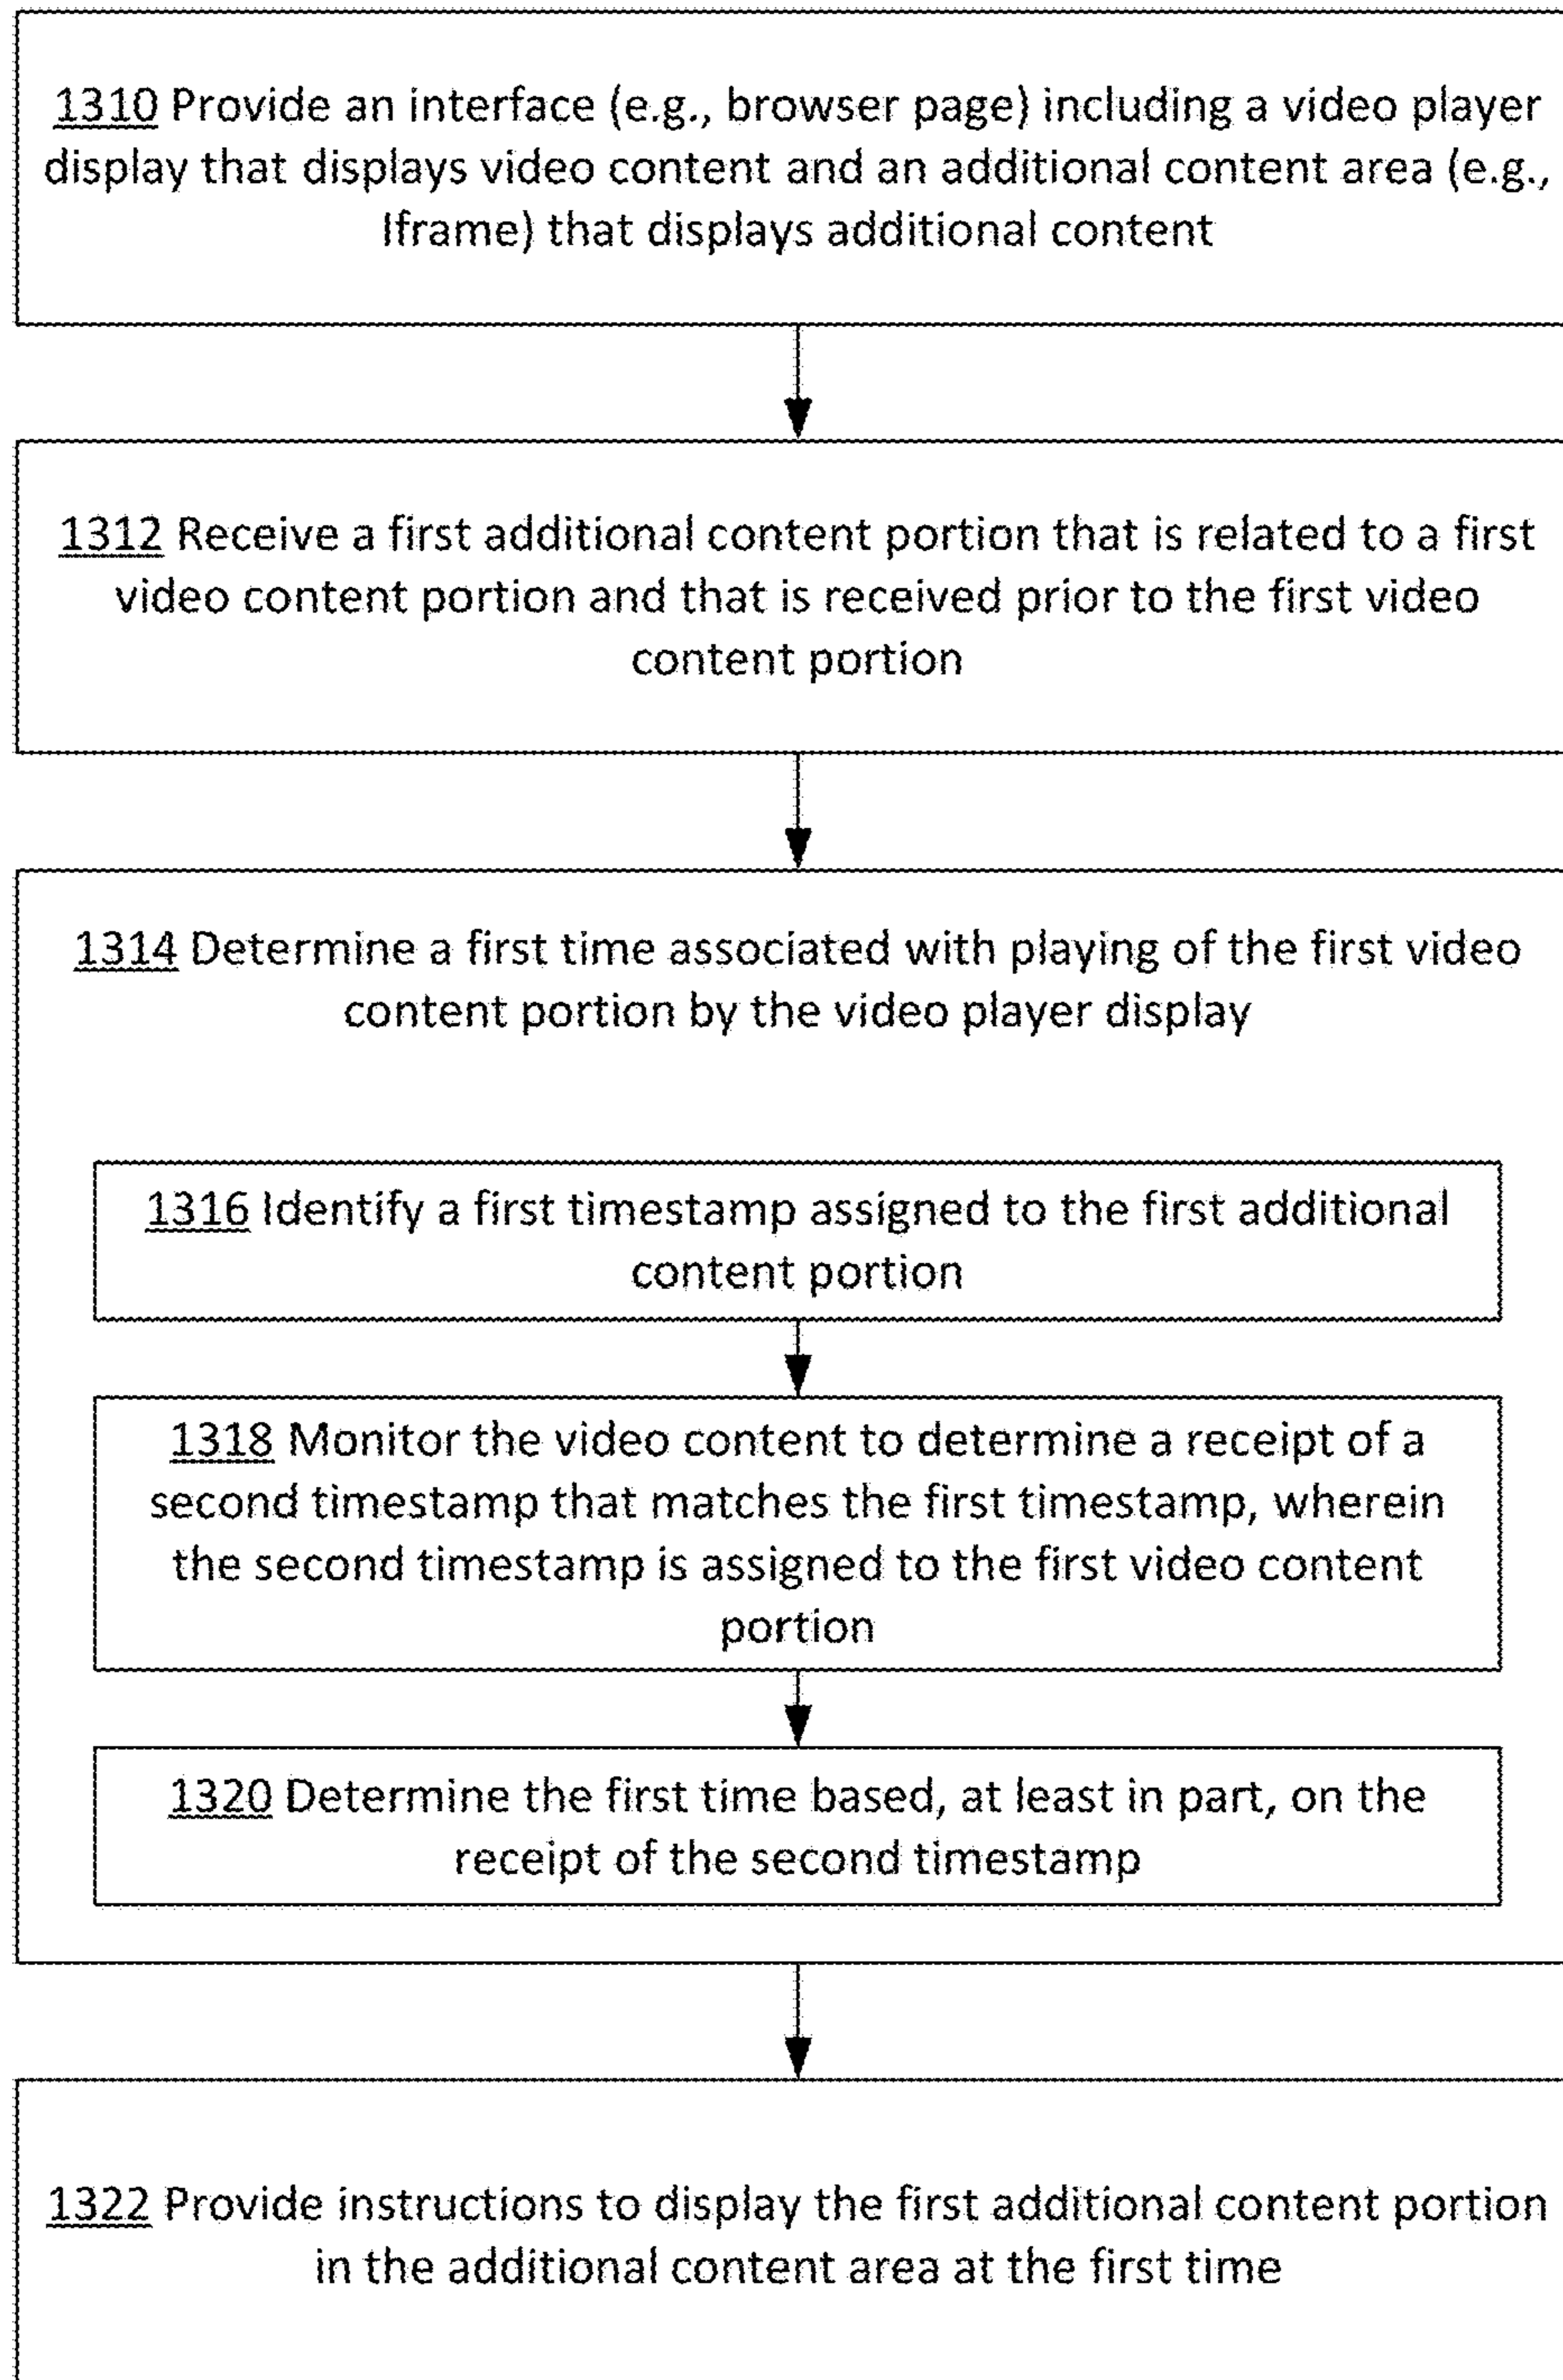 1310 Provide an interface (e.g., browser page) including a video player
display that displays video content and an additional content area (e.g.,
Iframe) that displays additional content
1312 Receive a first additional content portion that is related to a first
video content portion and that is received prior to the first video
content portion
1314 Determine a first time associated with playing of the first video
content portion by the video player display
1316 Identify a first timestamp assigned to the first additional
content portion
1318 Monitor the video content to determine a receipt of a
second timestamp that matches the first timestamp, wherein
the second timestamp is assigned to the first video content
portion
1320 Determine the first time based, at least in part, on the
receipt of the second timestamp
1322 Provide instructions to display the first additional content portion
in the additional content area at the first time